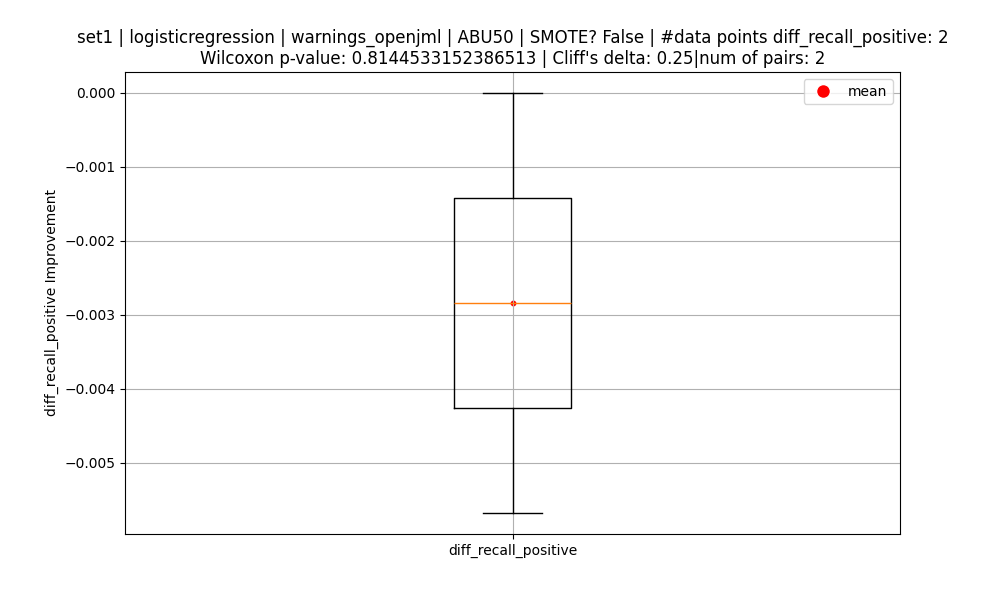 set1 | logisticregression | warnings_openjml | ABU50 | SMOTE? False | #data points diff_recall_positive: 2
Wilcoxon p-value: 0.8144533152386513 | Cliff's delta: 0.25|num of pairs: 2
mean
0.000
−0.001
−0.002
−0.003
−0.004
−0.005
diff_recall_positive Improvement
diff_recall_positive